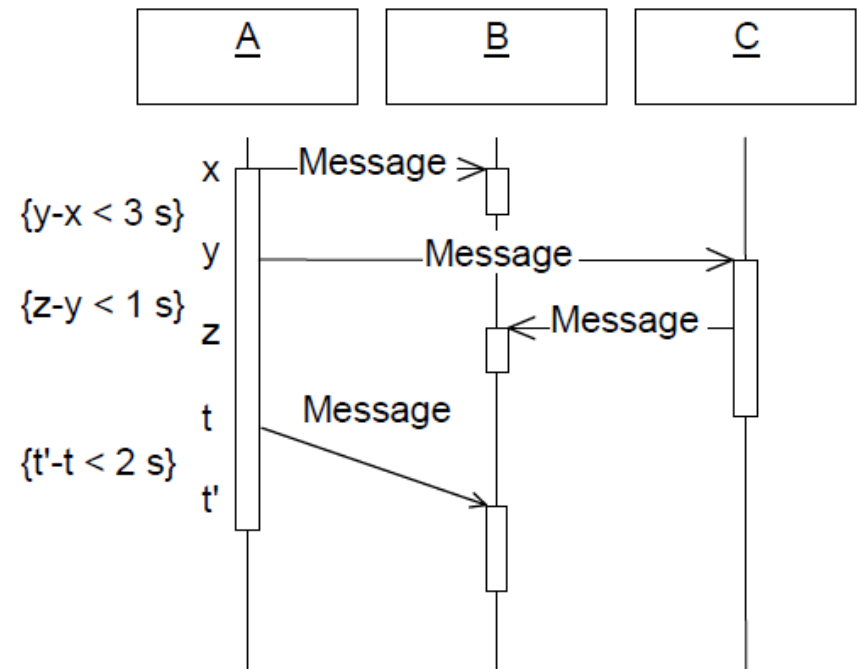 A B C
x Message
{y-x < 3 s}
y Message
{z-y < 1 s}
z Message
t Message
{t'-t < 2 s}
t'